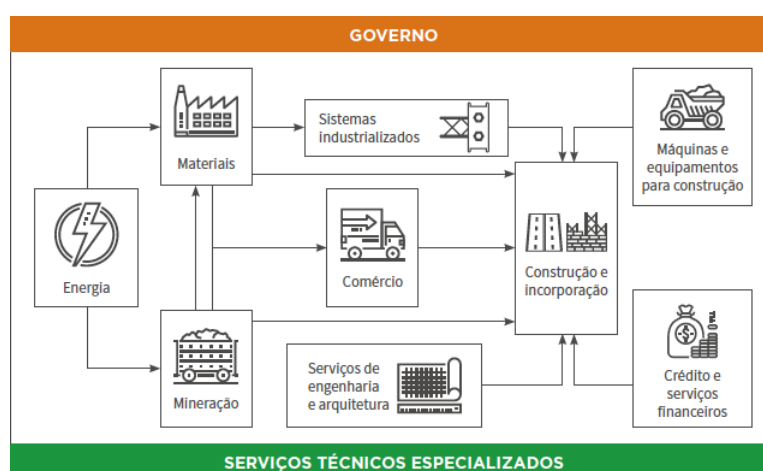 GOVERNO
Materiais
Sistemas
industrializados
Máquinas e
equipamentos
para construção
Energia
Comércio
Construção e
incorporação
Mineração
Serviços de
engenharia
e arquitetura
Crédito e
serviços
financeiros
SERVIÇOS TÉCNICOS ESPECIALIZADOS